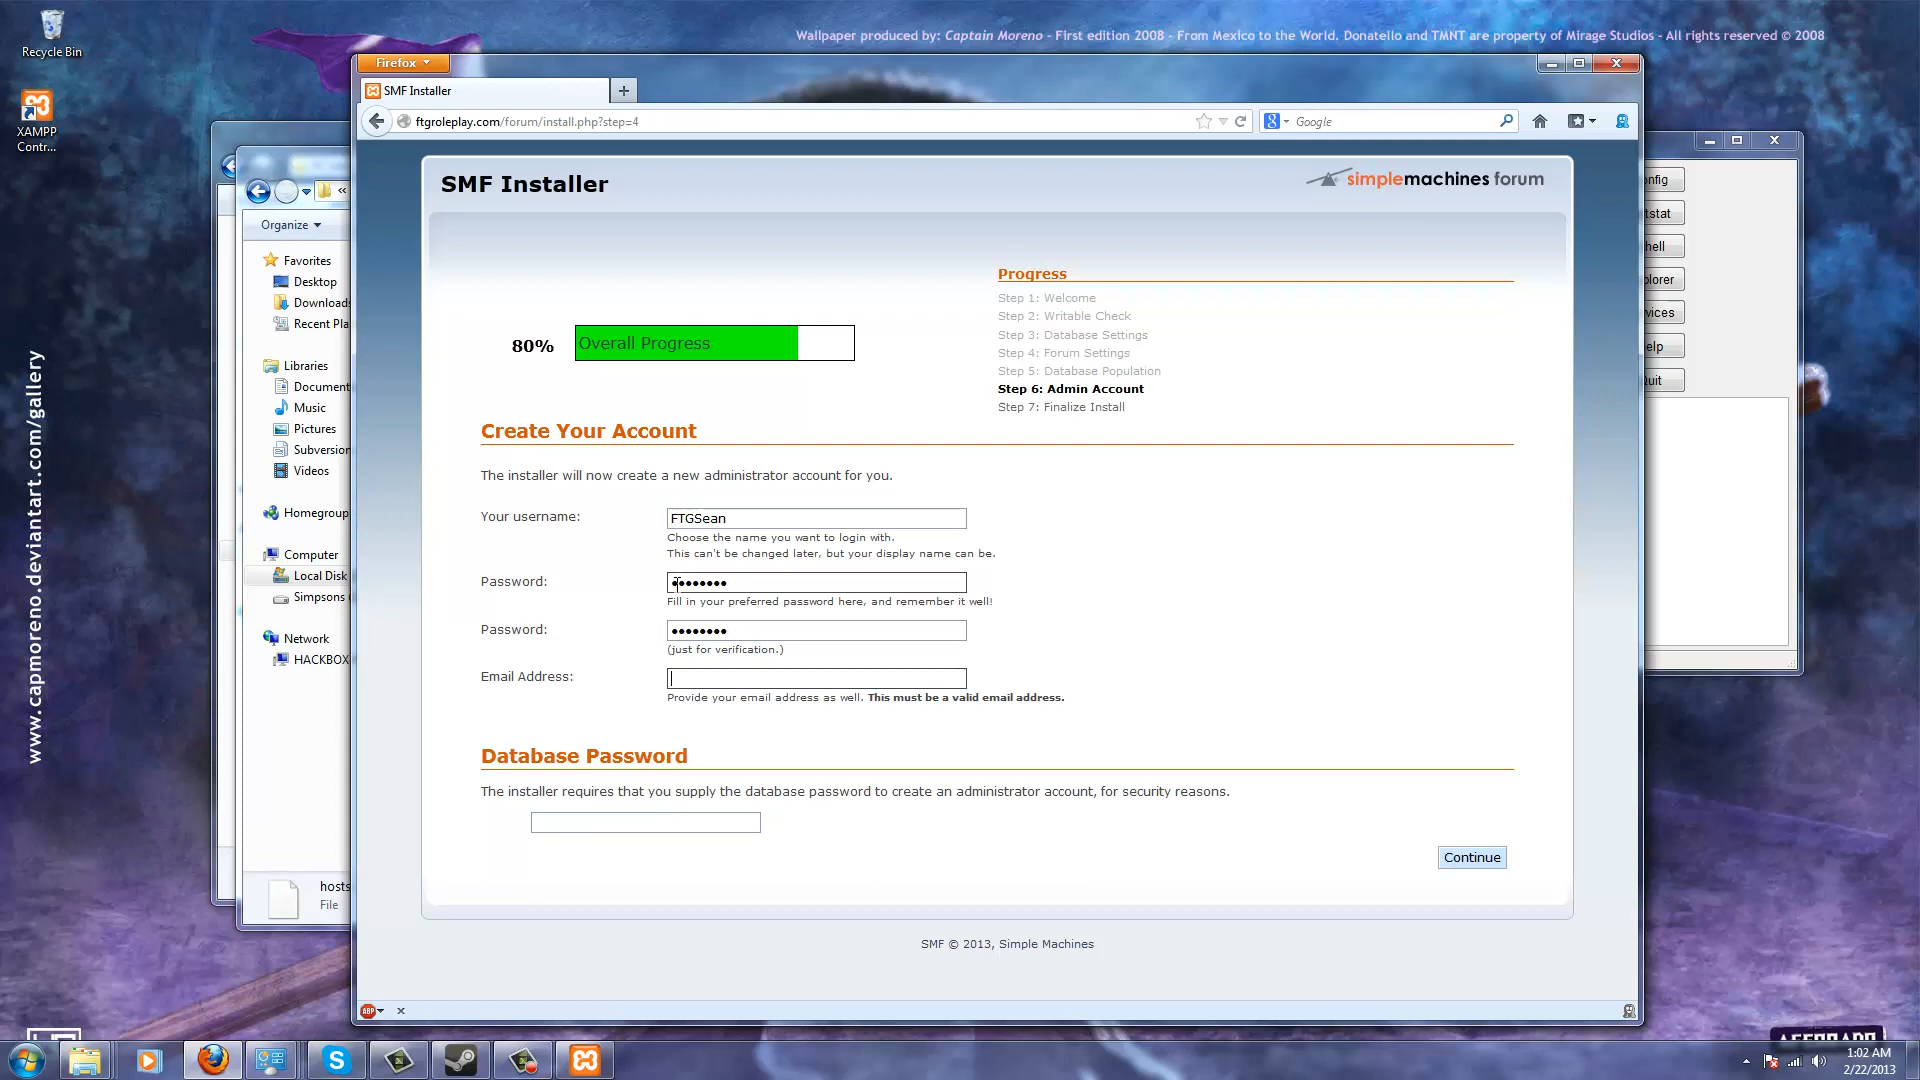 Recycle Bin
XAMPP
Contr...
www.capmoreno.deviantart.com/gallery
Wallpaper produced by: Captain Moreno - First edition 2008 - From Mexico to the World. Donatello and TMNT are property of Mirage Studios - All rights reserved © 2008
Firefox
SMF Installer
ftgroleplay.com/forum/install.php?step=4
Google
Organize
Favorites
Desktop
Downloads
Recent Pla
Libraries
Document
Music
Pictures
Subversion
Videos
Homegroup
Computer
Local Disk
Simpsons
Network
HACKBOX
hosts
File
SMF Installer
simplemachines forum
80%
Overall Progress
Progress
Step 1: Welcome
Step 2: Writable Check
Step 3: Database Settings
Step 4: Forum Settings
Step 5: Database Population
Step 6: Admin Account
Step 7: Finalize Install
Create Your Account
The installer will now create a new administrator account for you.
Your username:
FTGSean
Choose the name you want to login with.
This can't be changed later, but your display name can be.
Password:
••••••••
Fill in your preferred password here, and remember it well!
Password:
••••••••
(just for verification.)
Email Address:
Provide your email address as well. This must be a valid email address.
Database Password
The installer requires that you supply the database password to create an administrator account, for security reasons.
Continue
SMF © 2013, Simple Machines
ABP
nfig
tstat
hell
plorer
vices
elp
Quit
1:02 AM
2/22/2013